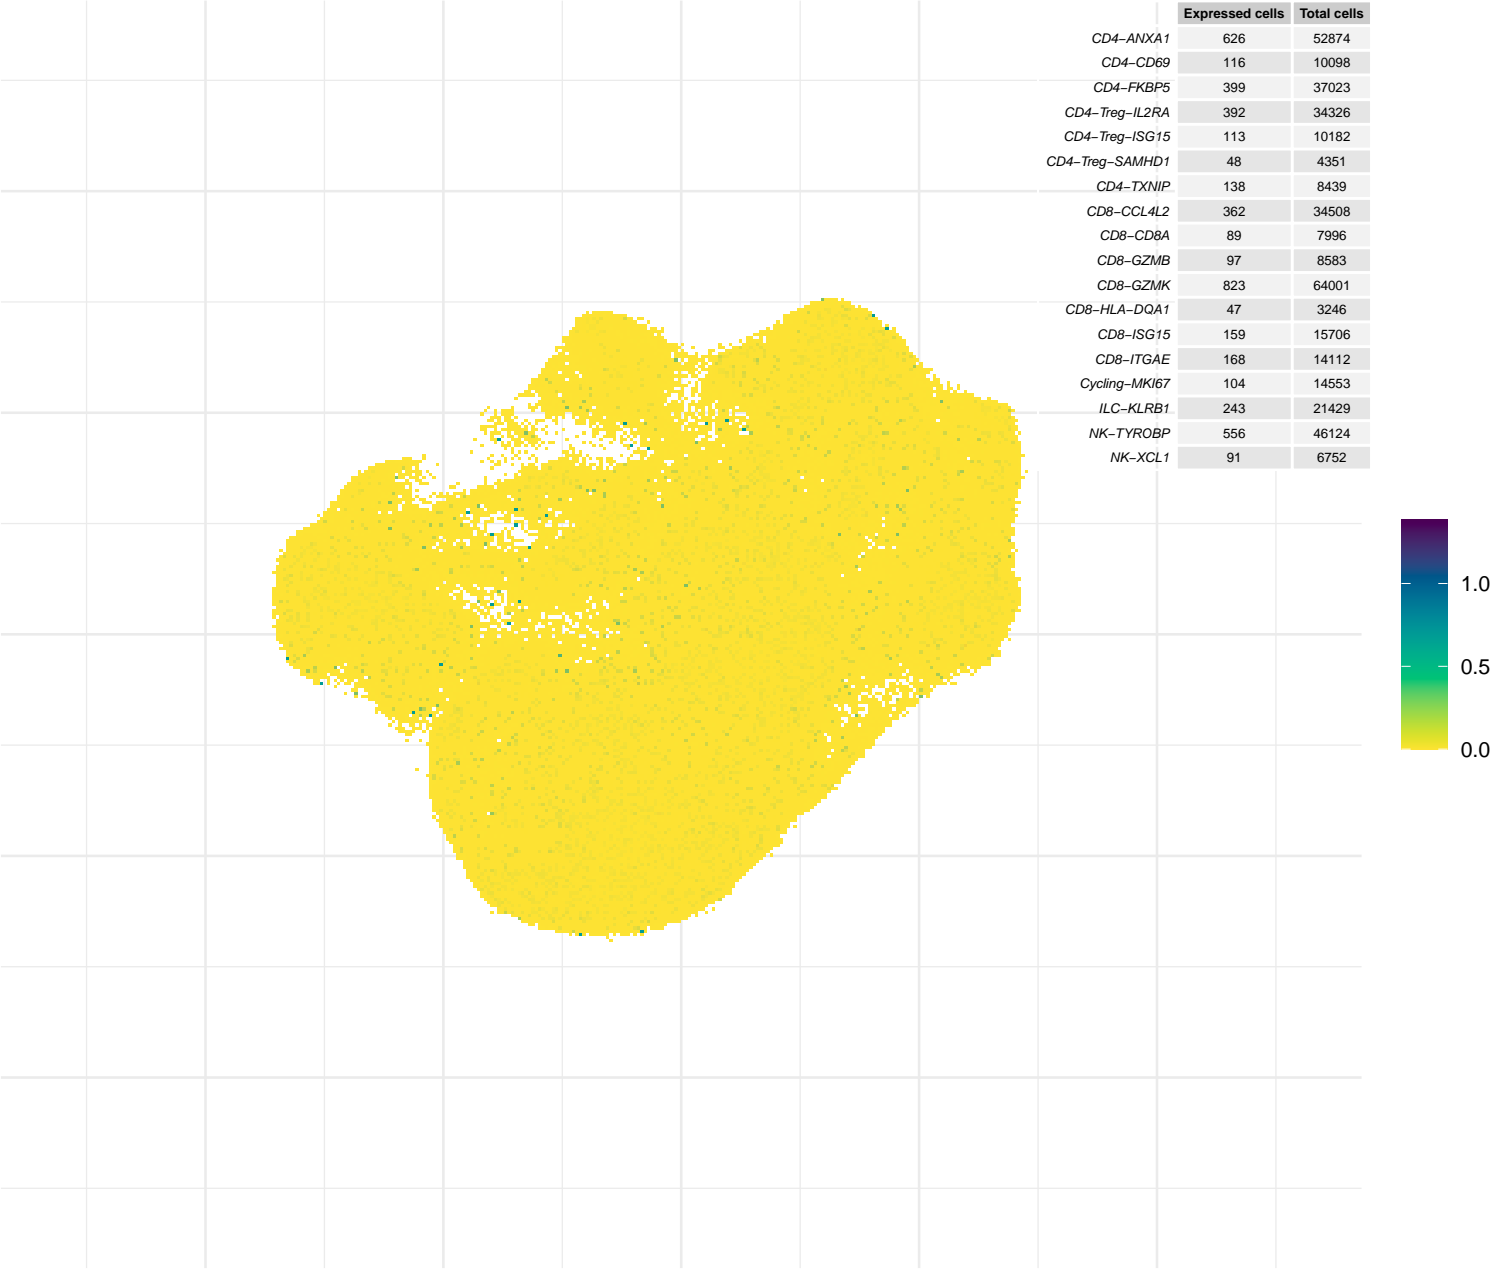 Expressed cells Total cells
CD4−ANXA1 626 52874
CD4−CD69 116 10098
CD4−FKBP5 399 37023
CD4−Treg−IL2RA 392 34326
CD4−Treg−ISG15 113 10182
CD4−Treg−SAMHD1 48 4351
CD4−TXNIP 138 8439
CD8−CCL4L2 362 34508
CD8−CD8A 89 7996
CD8−GZMB 97 8583
CD8−GZMK 823 64001
CD8−HLA−DQA1 47 3246
CD8−ISG15 159 15706
CD8−ITGAE 168 14112
Cycling−MKI67 104 14553
ILC−KLRB1 243 21429
NK−TYROBP 556 46124
NK−XCL1 91 6752
1.0
0.5
0.0